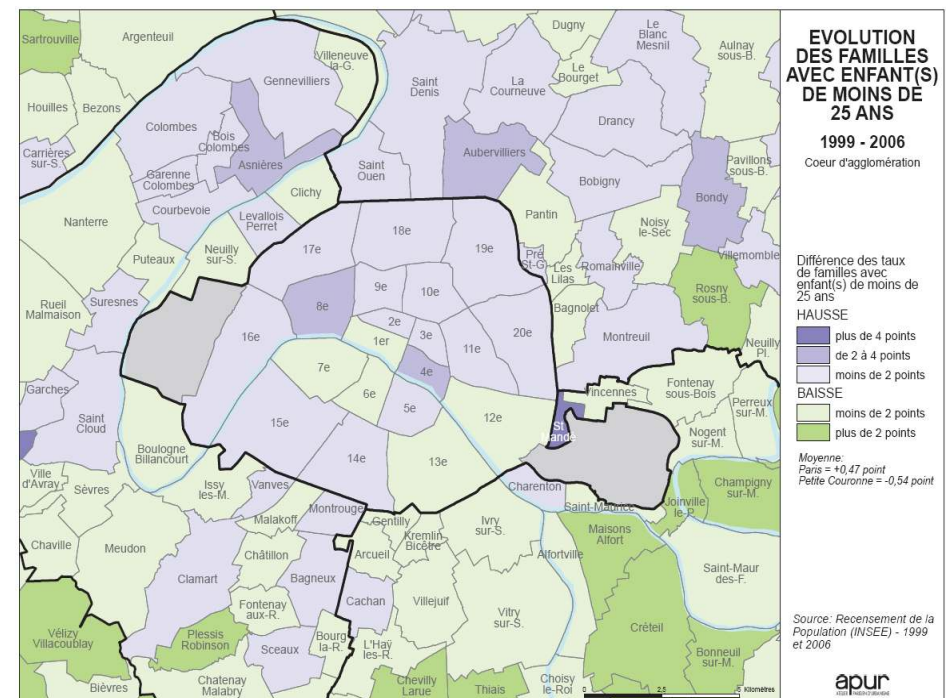 EVOLUTION
DES FAMILLES
AVEC ENFANT(S)
DE MOINS DE
25 ANS
1999 - 2006
Coeur d'agglomération
Différence des taux
de familles avec
enfant(s) de moins de
25 ans
HAUSSE
plus de 4 points
de 2 à 4 points
moins de 2 points
BAISSE
moins de 2 points
plus de 2 points
Moyenne:
Paris = +0,47 point
Petite Couronne = -0,54 point
Source: Recensement de la
Population (INSEE) - 1999
et 2006
apur
Sartrouville
Argenteuil
Villeneuve
la-G.
Gennevilliers
Saint
Denis
La
Courneuve
Dugny
Le
Bourget
Le
Blanc
Mesnil
Aulnay
sous-B.
Houilles
Bezons
Colombes
Bois
Colombes
Asnières
Saint
Ouen
Aubervilliers
Drancy
Carrières
sur-S.
Garenne
Colombes
Clichy
Bobigny
Pavillons
sous-B.
Bondy
Nanterre
Courbevoie
Levallois
Perret
Pantin
Noisy
le-Sec
Villemomble
Puteaux
Neuilly
sur-S.
17e
18e
19e
Pré
St-G.
Les
Lilas
Romainville
Rosny
sous-B.
Rueil
Malmaison
Suresnes
8e
9e
10e
Bagnolet
Montreuil
Neuilly
Pl.
16e
2e
1er
3e
11e
20e
Garches
7e
4e
Vincennes
Fontenay
sous-Bois
Perreux
sur-M.
Saint
Cloud
15e
6e
5e
12e
St
Mandé
Nogent
sur-M.
Boulogne
Billancourt
14e
13e
Ville
d'Avray
Sèvres
Issy
les-M.
Vanves
Montrouge
Charenton
Saint-Maurice
Joinville
le-P.
Champigny
sur-M.
Chaville
Meudon
Malakoff
Châtillon
Gentilly
Kremlin
Bicêtre
Ivry
sur-S.
Arcueil
Alfortville
Maisons
Alfort
Saint-Maur
des-F.
Clamart
Bagneux
Cachan
Villejuif
Vitry
sur-S.
Fontenay
aux-R.
Vélizy
Villacoublay
Plessis
Robinson
Sceaux
Bourg
la-R.
L'Haÿ
les-R.
Créteil
Bonneuil
sur-M.
Bièvres
Chatenay
Malabry
Chevilly
Larue
Thiais
Choisy
le-Roi
0 2,5 5 Kilomètres